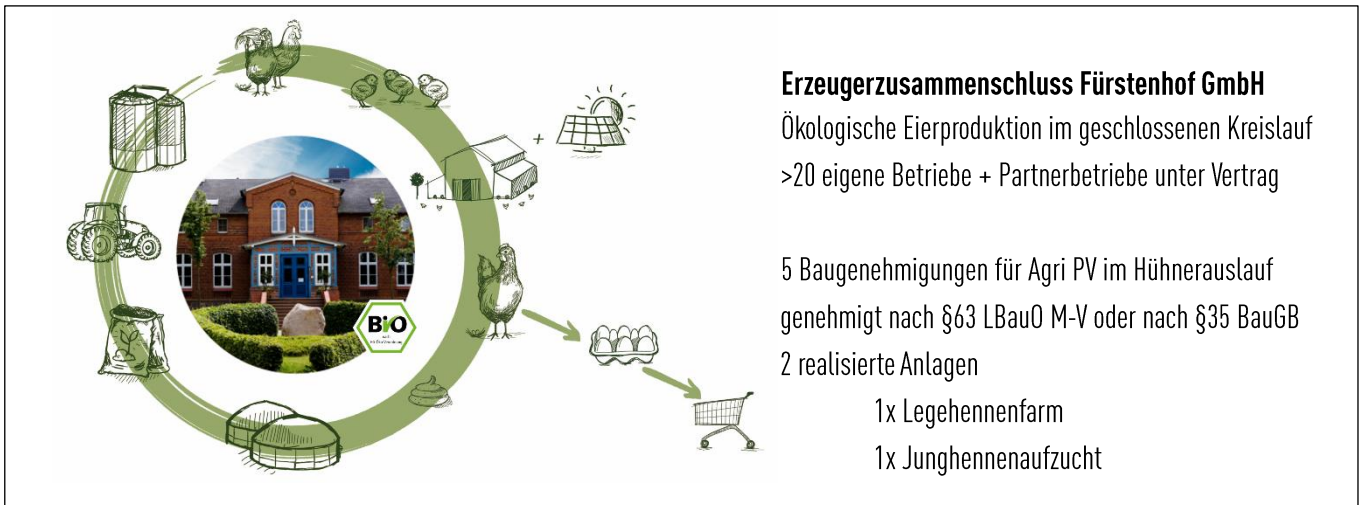 Erzeugerzusammenschluss Fürstenhof GmbH
Ökologische Eierproduktion im geschlossenen Kreislauf
>20 eigene Betriebe + Partnerbetriebe unter Vertrag
5 Baugenehmigungen für Agri PV im Hühnerauslauf
genehmigt nach §63 LBauO M-V oder nach §35 BauGB
2 realisierte Anlagen
1x Legehennenfarm
1x Junghennenaufzucht
+
Bio